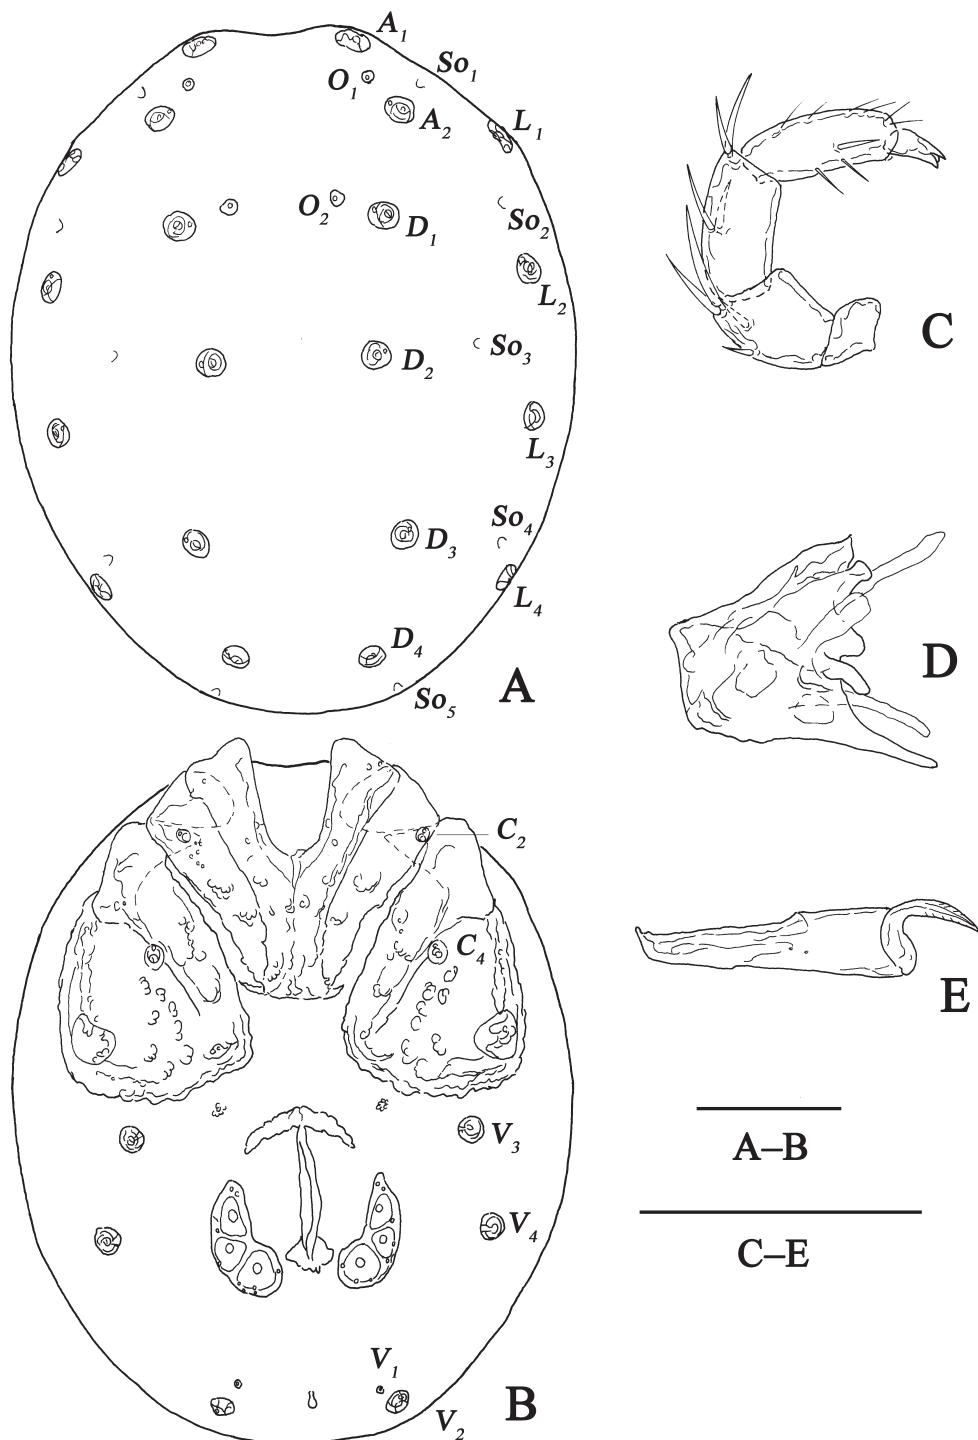 A₁
So₁
O₁
A₂
L₁
O₂
D₁
So₂
L₂
D₂
So₃
L₃
So₄
D₃
L₄
D₄
So₅
A
C₂
C₄
V₃
V₄
V₁
V₂
B
C
D
E
A–B
C–E